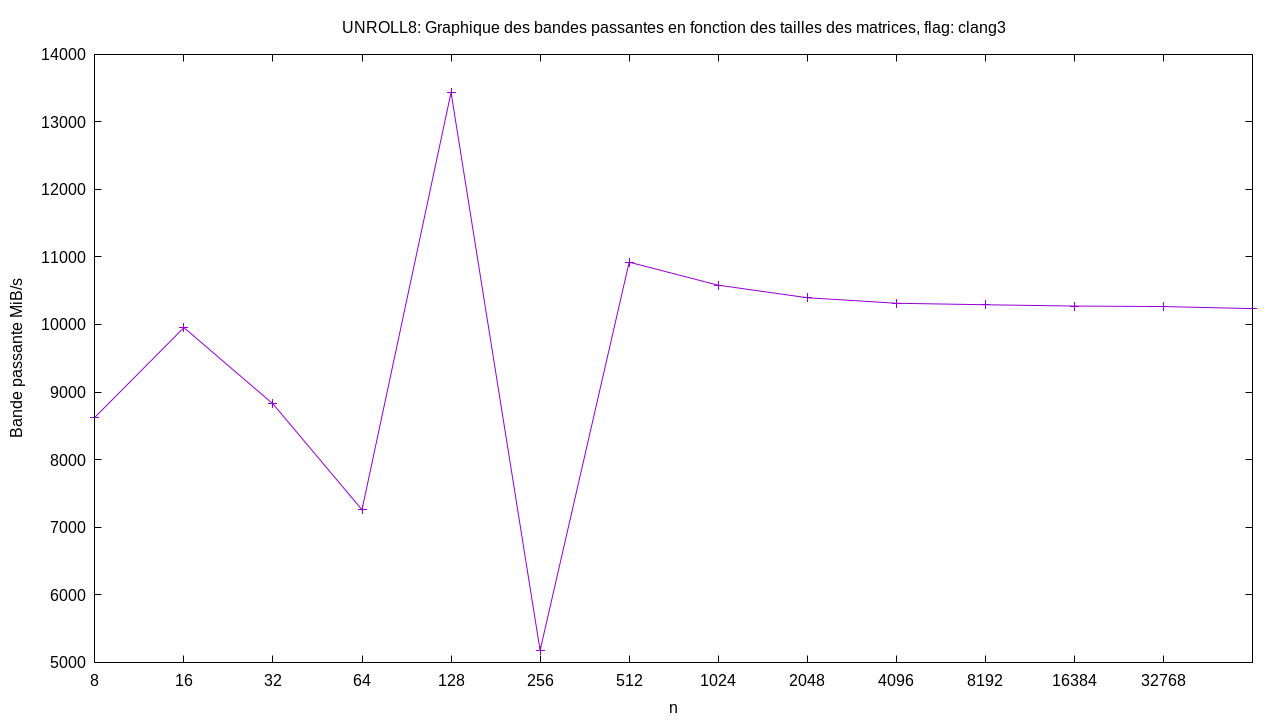 UNROLL8: Graphique des bandes passantes en fonction des tailles des matrices, flag: clang3
14000
13000
12000
11000
10000
9000
8000
7000
6000
5000
Bande passante MiB/s
8 16 32 64 128 256 512 1024 2048 4096 8192 16384 32768
n